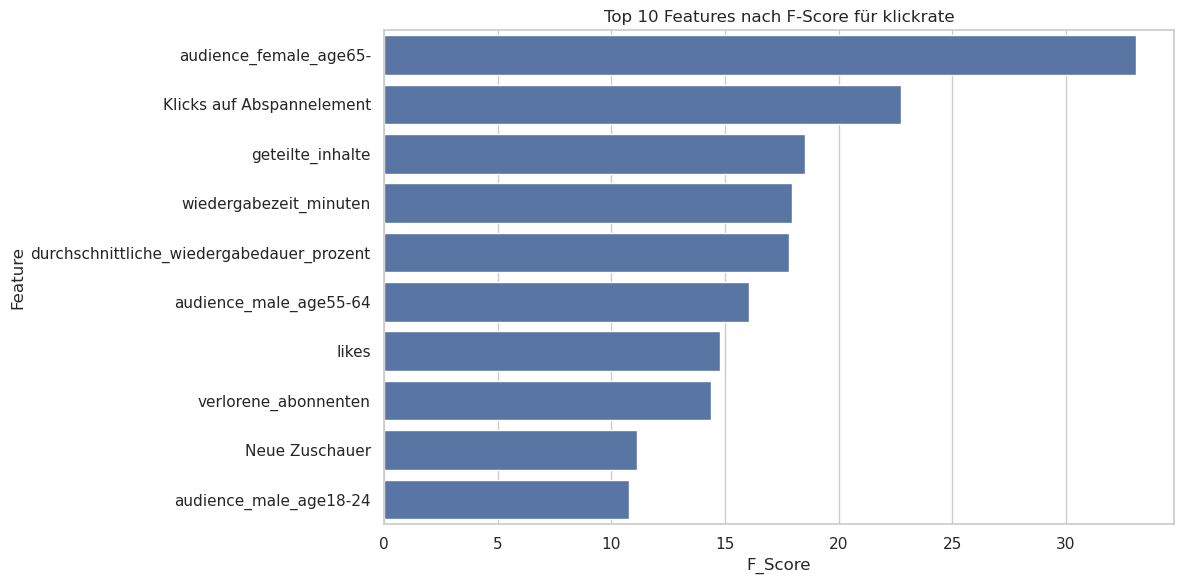 Top 10 Features nach F-Score für klickrate
Feature
audience_female_age65-
Klicks auf Abspannelement
geteilte_inhalte
wiedergabezeit_minuten
durchschnittliche_wiedergabedauer_prozent
audience_male_age55-64
likes
verlorene_abonnenten
Neue Zuschauer
audience_male_age18-24
0 5 10 15 20 25 30
F_Score